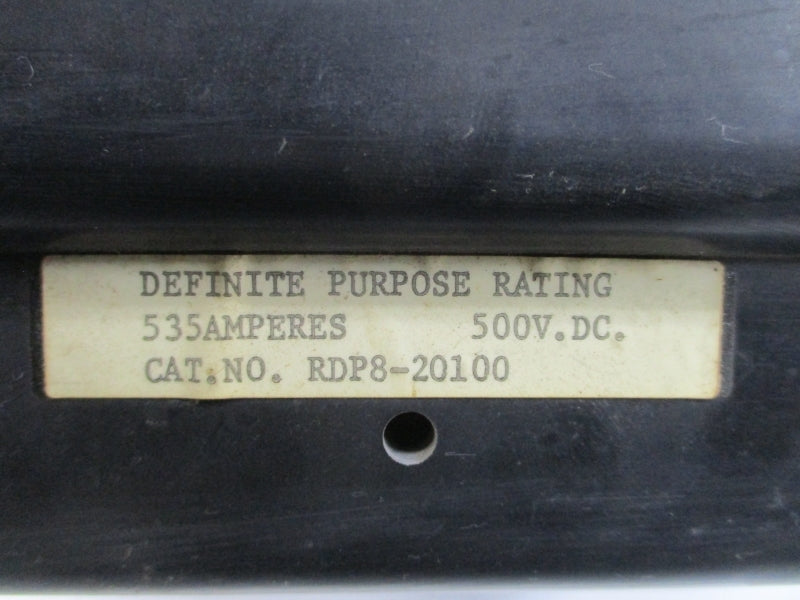 DEFINITE PURPOSE RATING
535AMPERES 500V.DC.
CAT.NO. RDP8-20100